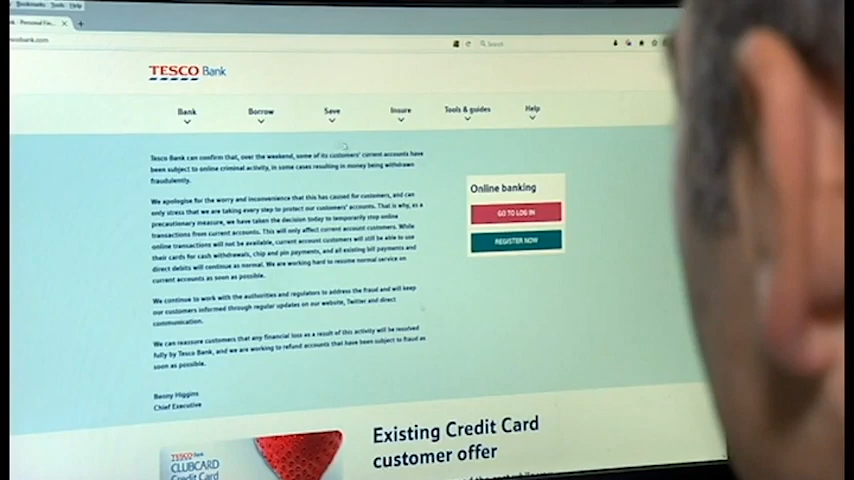 Bookmarks Tools Help
Personal Fin...
Search
TESCO Bank
Bank Borrow Save Insure Tools & guides Help
Tesco Bank can confirm that, over the weekend, some of its customers' current accounts have
been subject to online criminal activity, in some cases resulting in money being withdrawn
fraudulently.
We apologise for the worry and inconvenience that this has caused for customers, and can
only stress that we are taking every step to protect our customers' accounts. That is why, as a
precautionary measure, we have taken the decision today to temporarily stop online
transactions from current accounts. This will only affect current account customers. While
online transactions will not be available, current account customers will still be able to use
their cards for cash withdrawals, chip and pin payments, and all existing bill payments and
direct debits will continue as normal. We are working hard to resume normal service on
current accounts as soon as possible.
We continue to work with the authorities and regulators to address the fraud and will keep
our customers informed through regular updates on our website, Twitter and direct
communication.
We can reassure customers that any financial loss as a result of this activity will be resolved
fully by Tesco Bank, and we are working to refund accounts that have been subject to fraud as
soon as possible.
Benny Higgins
Chief Executive
Online banking
GO TO LOG IN
REGISTER NOW
Existing Credit Card
customer offer
TESCO Bank
CLUBCARD
Credit Card